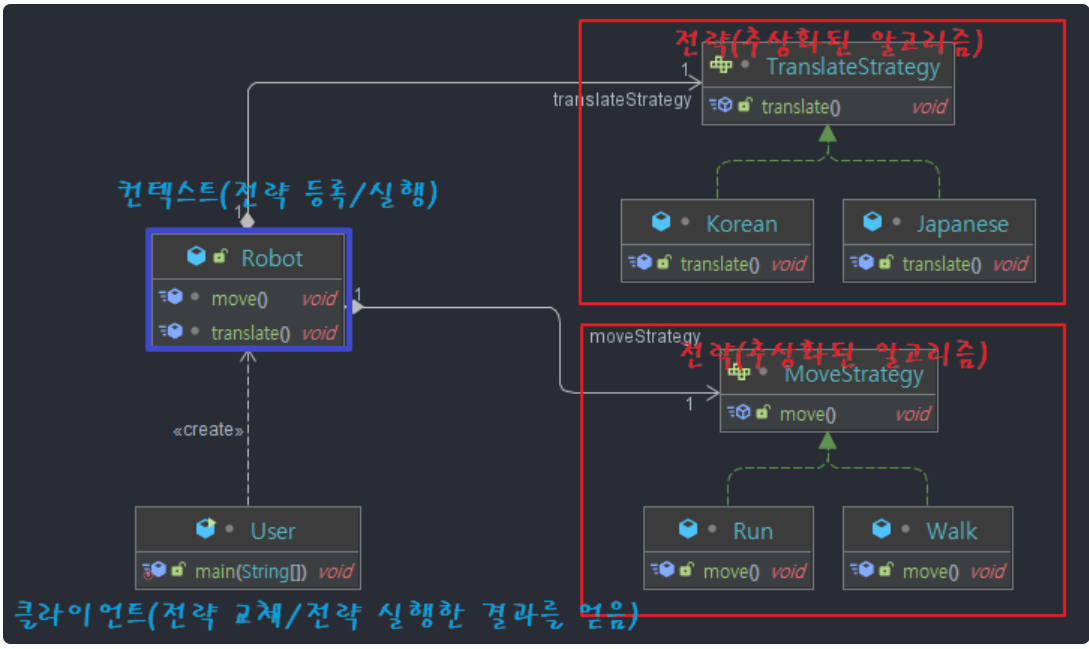 전략(추상화된 알고리즘)
1
TranslateStrategy
translateStrategy
translate() void
컨텍스트(전략 등록/실행)
1
Korean
translate() void
Japanese
translate() void
Robot
move() void
translate() void
1
moveStrategy
전략(추상화된 알고리즘)
MoveStrategy
1
move() void
«create»
User
main(String[]) void
Run
move() void
Walk
move() void
클라이언트(전략 교체/전략 실행한 결과를 얻음)